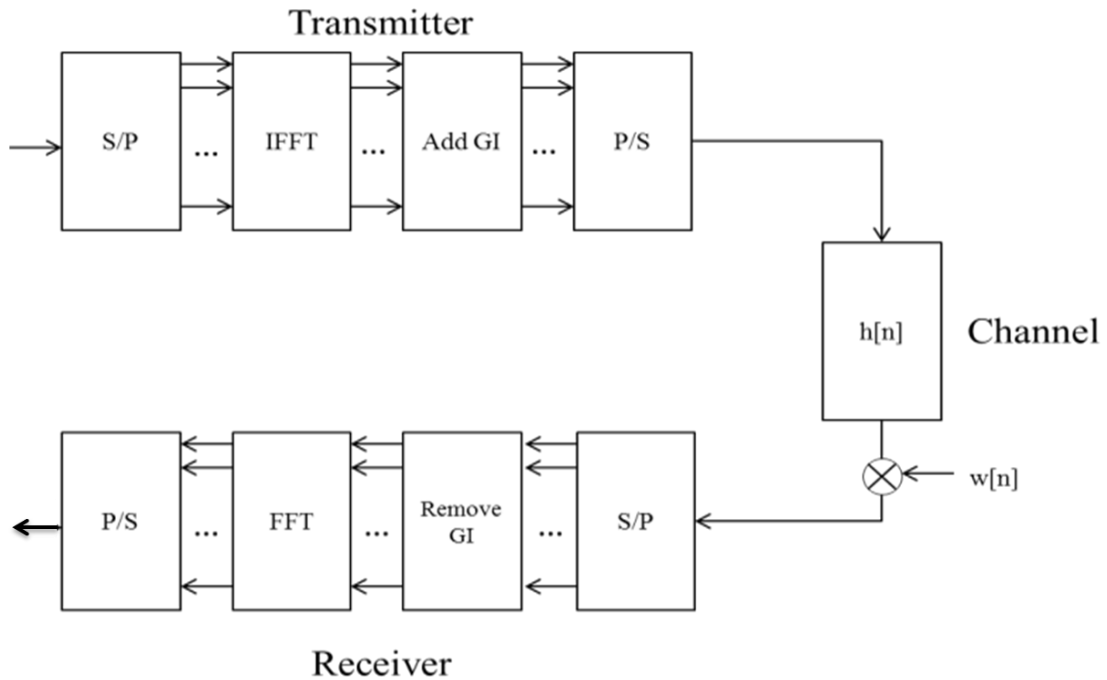 Transmitter
S/P
...
IFFT
...
Add GI
...
P/S
h[n]
Channel
w[n]
P/S
...
FFT
...
Remove
GI
...
S/P
Receiver